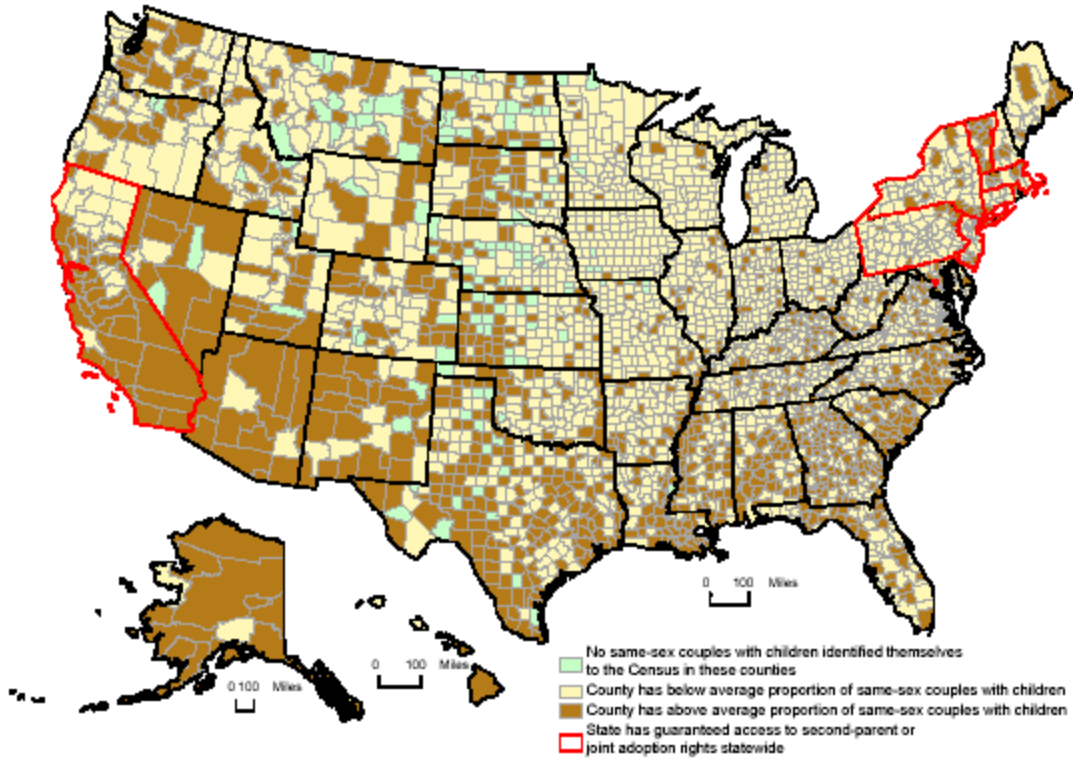 0 100 Miles
0 100 Miles
0 100 Miles
No same-sex couples with children identified themselves
to the Census in these counties
County has below average proportion of same-sex couples with children
County has above average proportion of same-sex couples with children
State has guaranteed access to second-parent or
joint adoption rights statewide